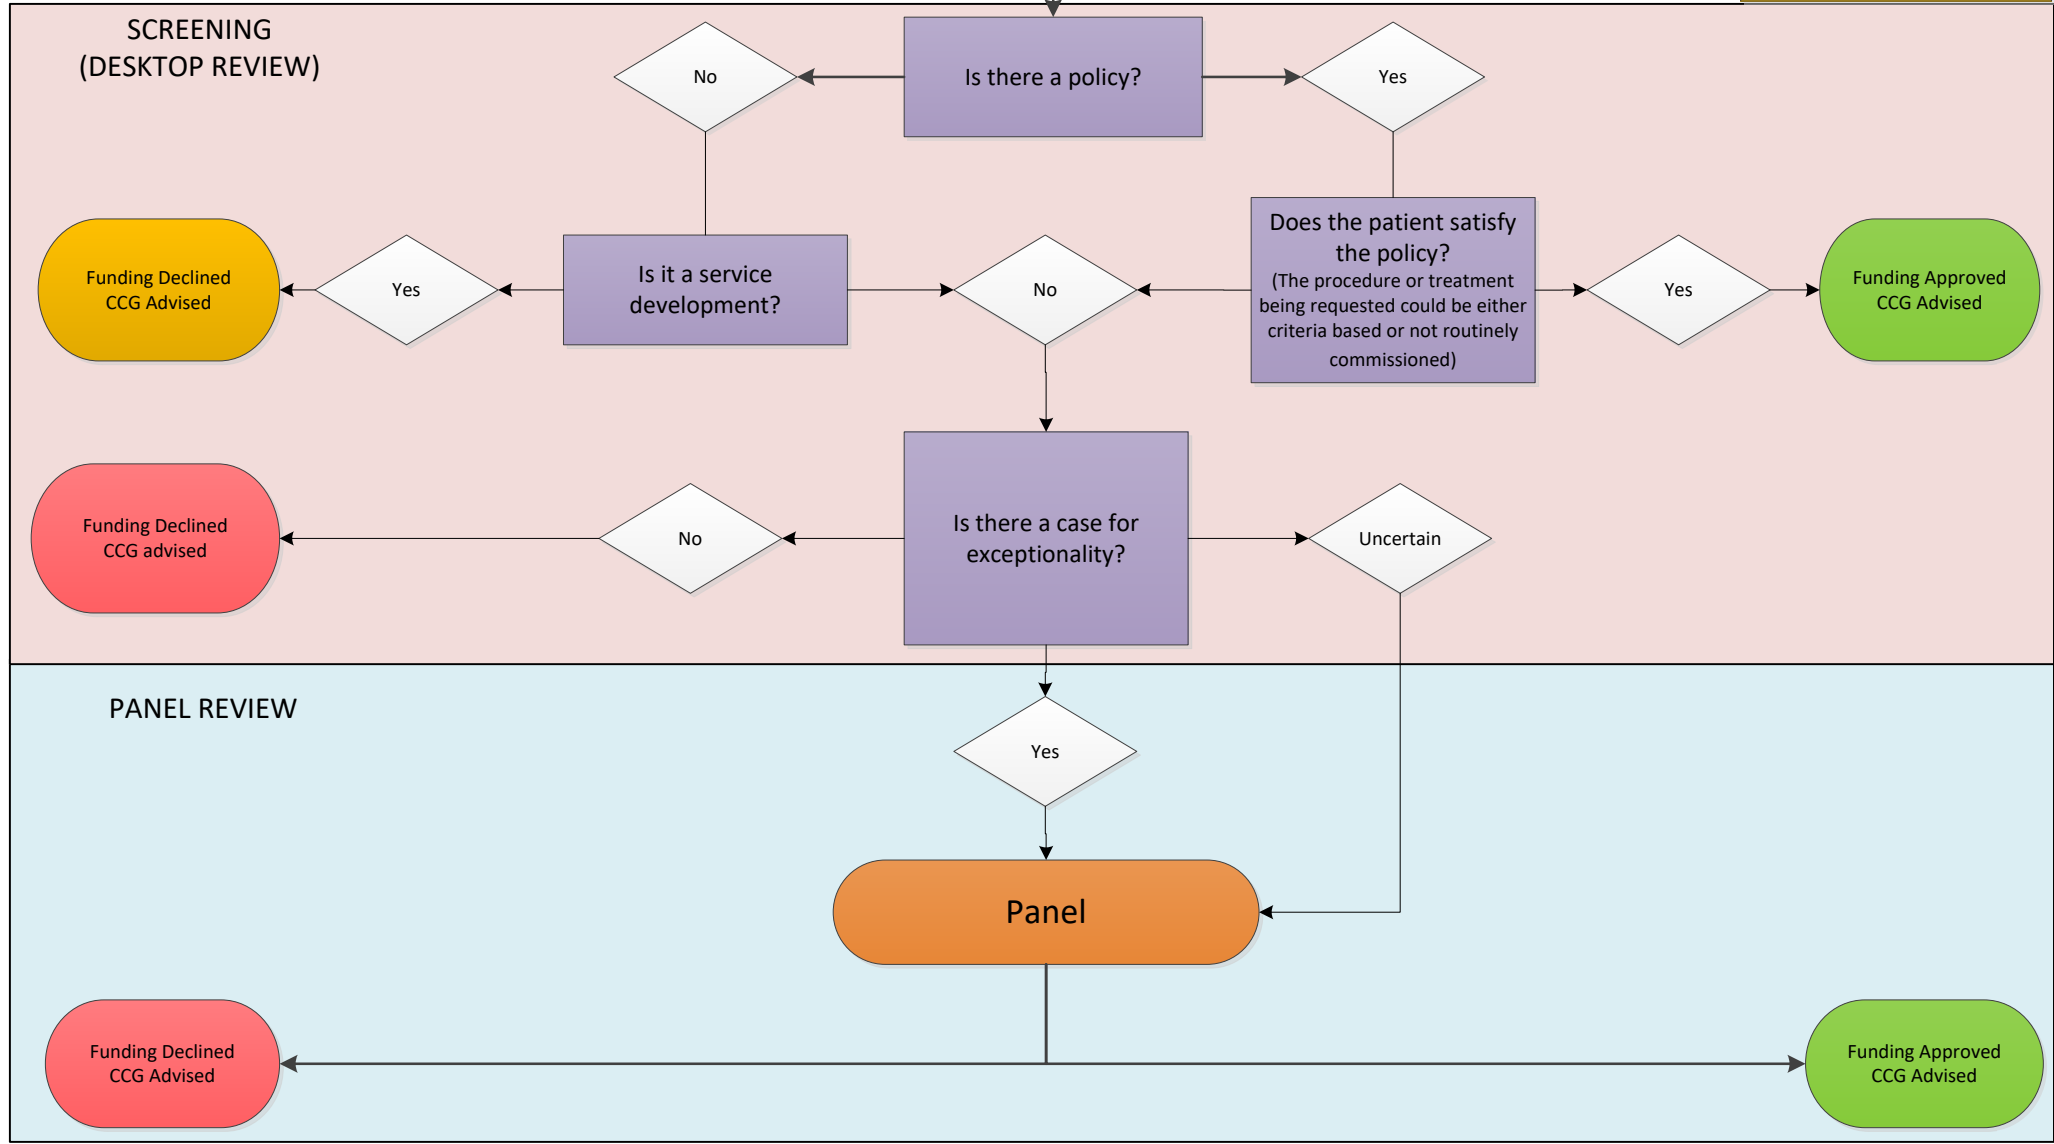 SCREENING
(DESKTOP REVIEW)
No
Is there a policy?
Yes
Funding Declined
CCG Advised
Yes
Is it a service
development?
No
Does the patient satisfy
the policy?
(The procedure or treatment
being requested could be either
criteria based or not routinely
commissioned)
Yes
Funding Approved
CCG Advised
Funding Declined
CCG advised
No
Is there a case for
exceptionality?
Uncertain
PANEL REVIEW
Yes
Panel
Funding Declined
CCG Advised
Funding Approved
CCG Advised